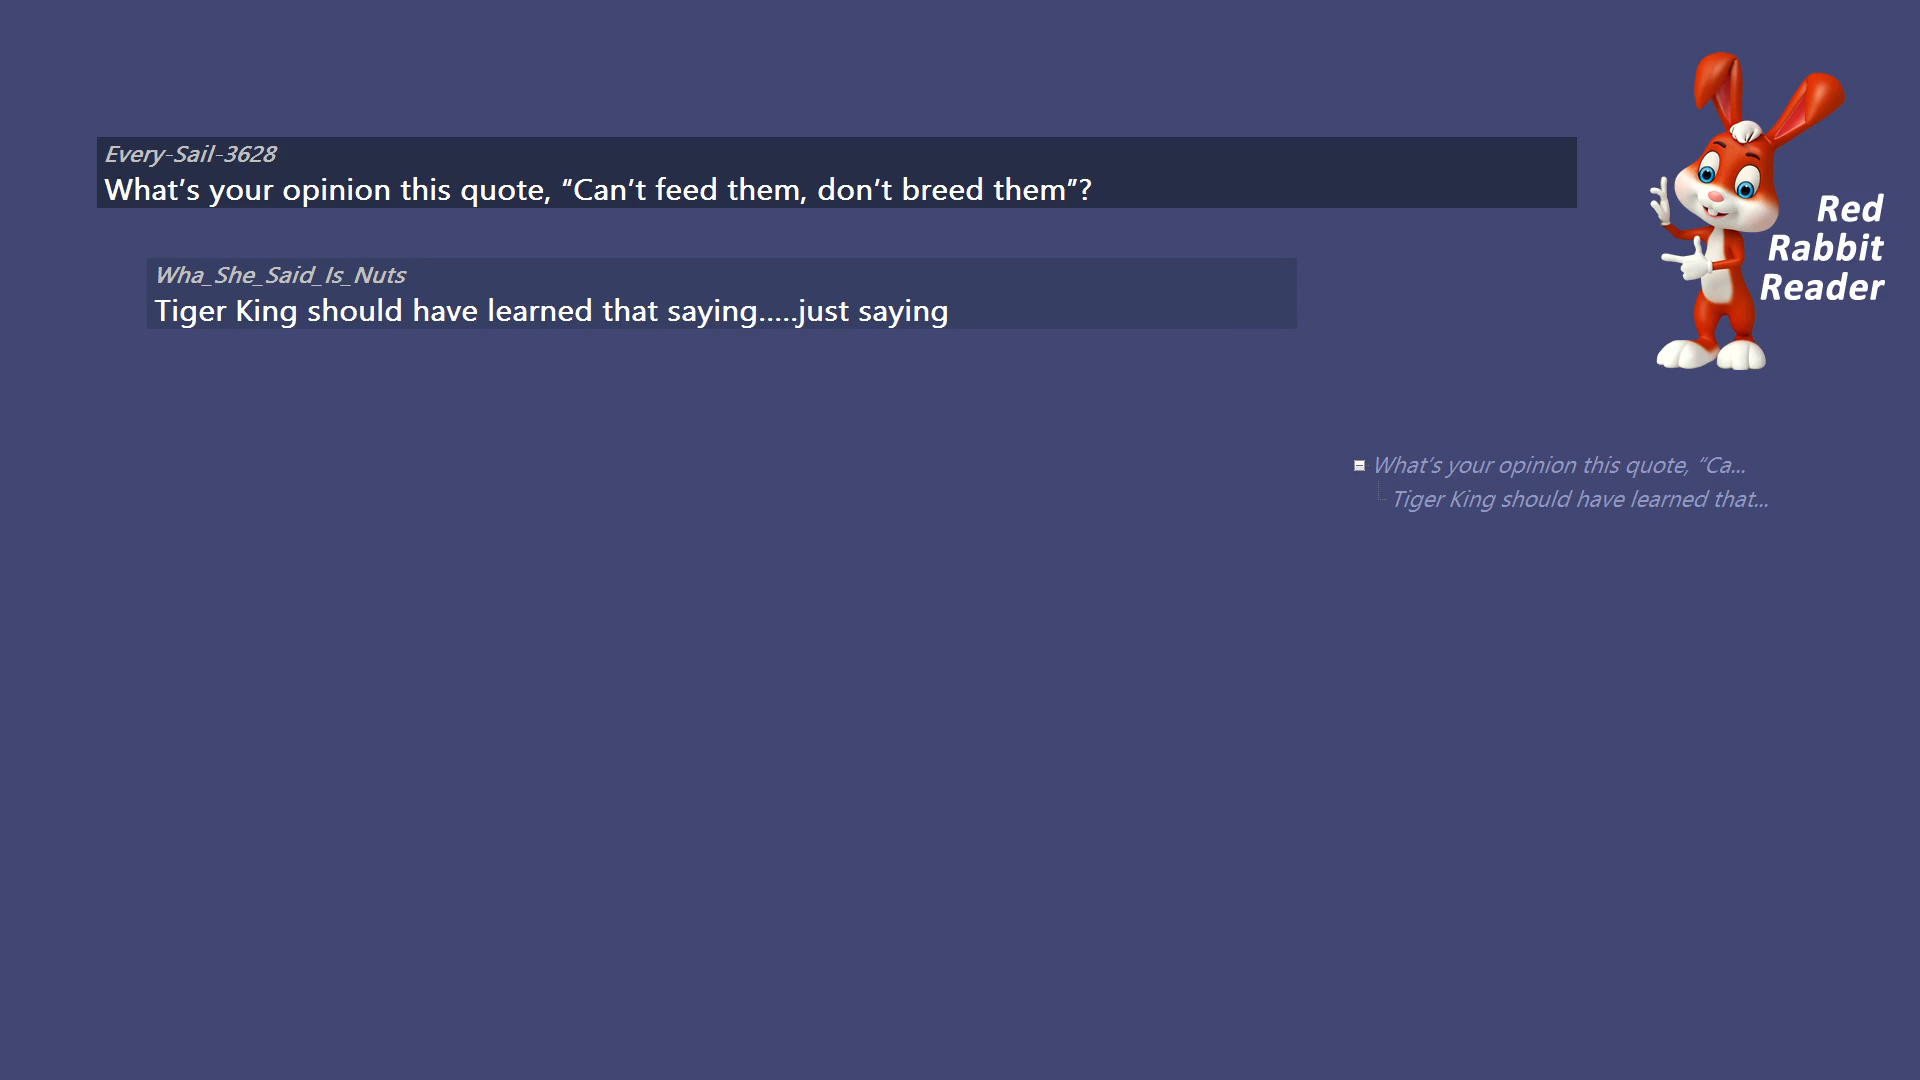 Every-Sail-3628
What’s your opinion this quote, “Can’t feed them, don’t breed them”?
Wha_She_Said_Is_Nuts
Tiger King should have learned that saying.....just saying
Red
Rabbit
Reader
What’s your opinion this quote, “Ca...
Tiger King should have learned that...